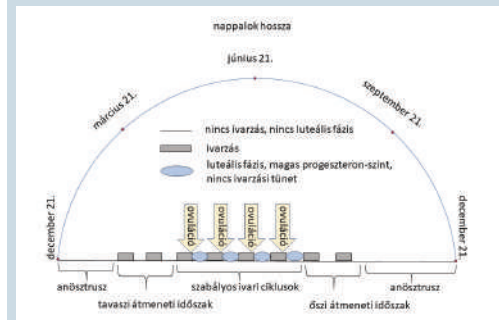 nappalok hossza
június 21.
március 21.
szeptember 21.
nincs ivarzás, nincs luteális fázis
ivarzás
luteális fázis, magas progeszteron-szint,
nincs ivarzási tünet
december 21.
december 21.
ovuláció
ovuláció
ovuláció
ovuláció
anösztrusz
szabályos ivari ciklusok
anösztrusz
tavaszi átmeneti időszak
őszi átmeneti időszak